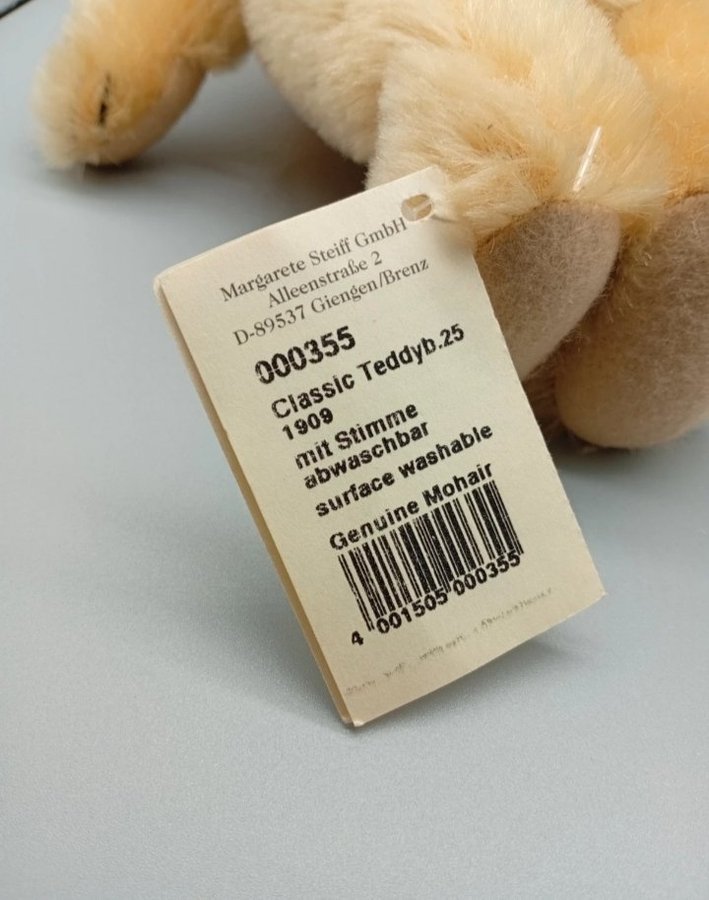 Margarete Steiff GmbH
Alleenstraße 2
D-89537 Giengen/Brenz
000355
Classic Teddyb.25
1909
mit Stimme
abwaschbar
surface washable
Genuine Mohair
4 001505 000355